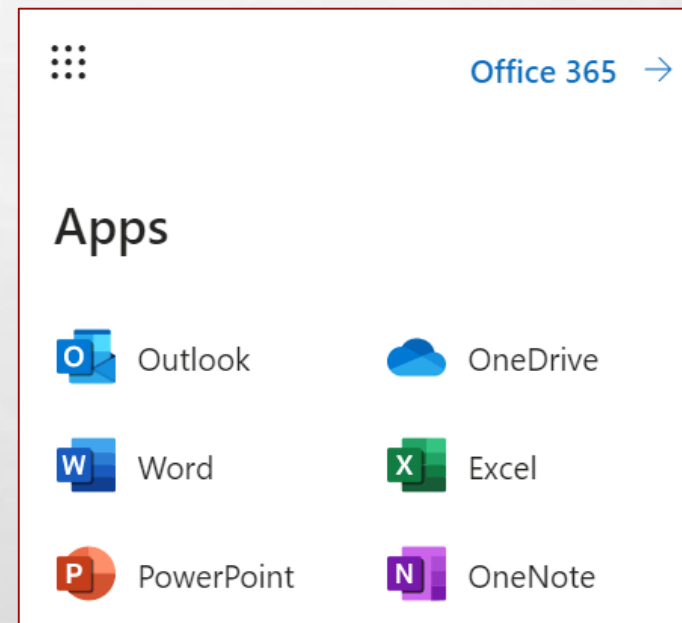 Office 365
Apps
Outlook OneDrive
Word Excel
PowerPoint OneNote